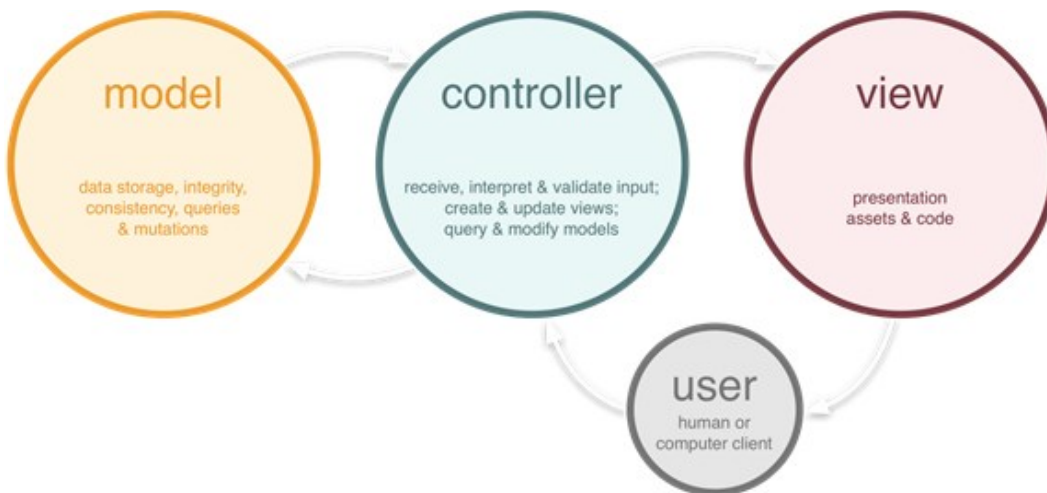 model
data storage, integrity,
consistency, queries
& mutations
controller
receive, interpret & validate input;
create & update views;
query & modify models
view
presentation
assets & code
user
human or
computer client